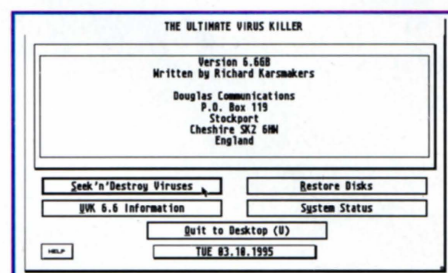 THE ULTIMATE VIRUS KILLER
Version 6.66B
Written by Richard Karsmakers
Douglas Communications
P.O. Box 119
Stockport
Cheshire SK2 6HW
England
Seek'n'Destroy Viruses
Restore Disks
UVK 6.6 Information
System Status
Quit to Desktop (U)
HELP
TUE 03.10.1995